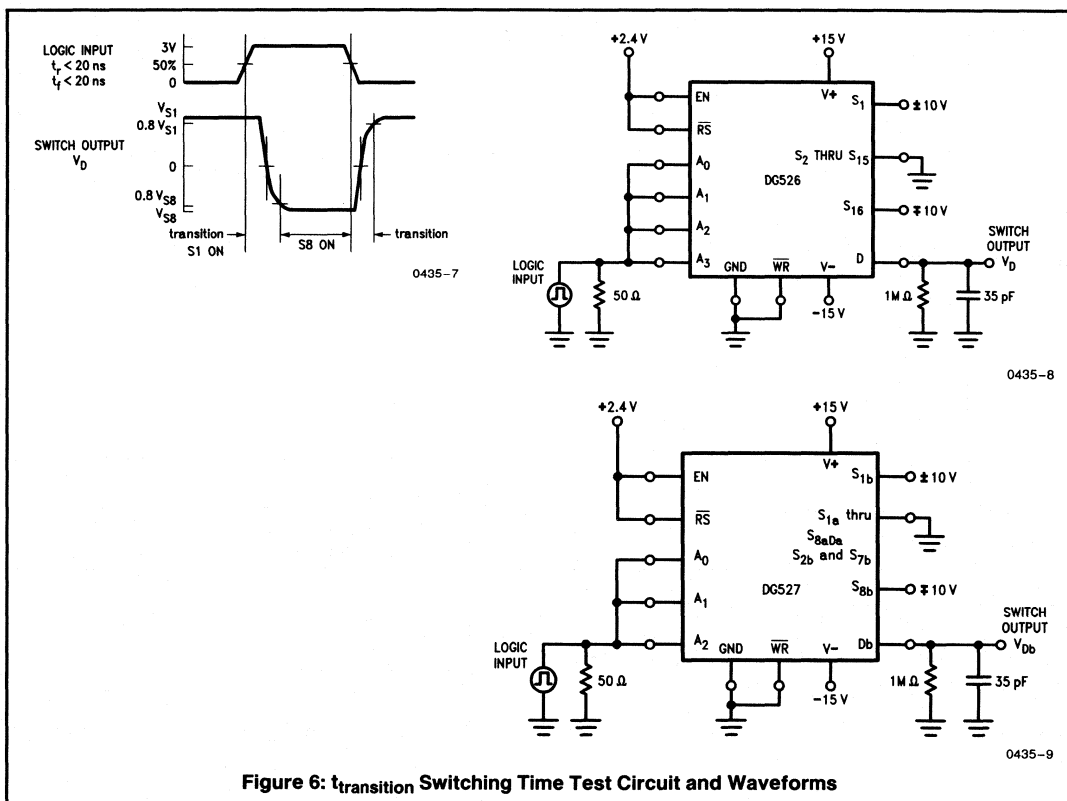 LOGIC INPUT
tr < 20 ns
tf < 20 ns
3V
50%
0
SWITCH OUTPUT
VD
VS1
0.8 VS1
0
0.8 VS8
VS8
transition
S1 ON
S8 ON
transition
0435-7
+2.4 V
+15 V
V+
EN
RS
A0
A1
A2
A3
S1
±10 V
S2 THRU S15
DG526
S16
∓10 V
D
SWITCH
OUTPUT
VD
GND
WR
V-
-15 V
LOGIC
INPUT
50 Ω
1M Ω
35 pF
0435-8
+2.4 V
+15 V
V+
EN
RS
A0
A1
A2
S1b
±10 V
S1a thru
S8aDa
S2b and S7b
DG527
S8b
∓10 V
Db
SWITCH
OUTPUT
VDb
GND
WR
V-
-15 V
LOGIC
INPUT
50 Ω
1M Ω
35 pF
0435-9
Figure 6: ttransition Switching Time Test Circuit and Waveforms